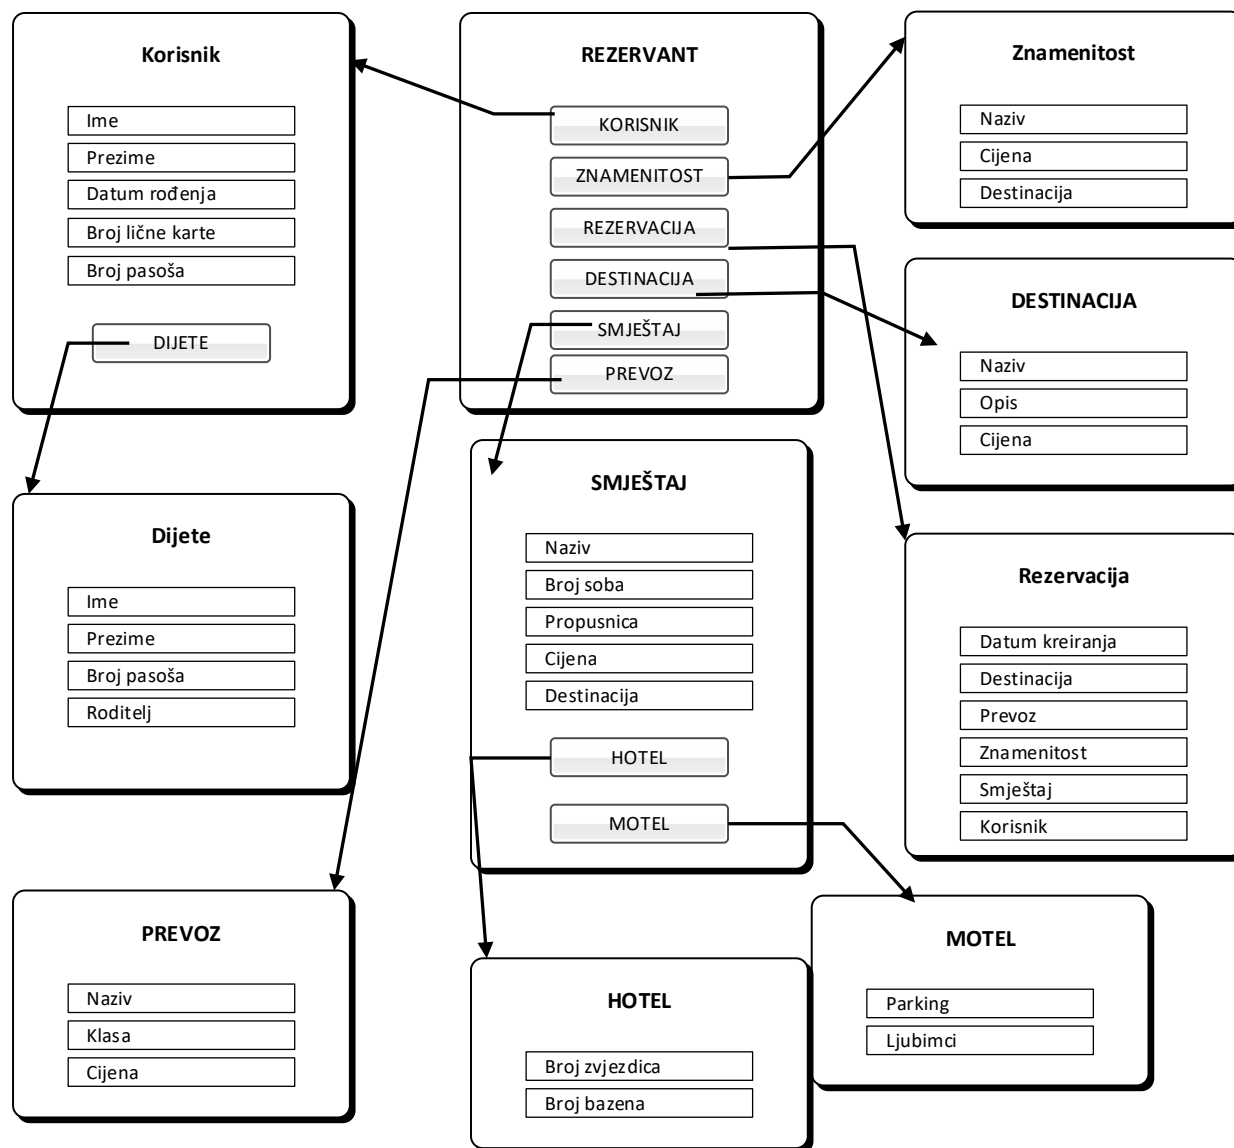 Korisnik
Ime
Prezime
Datum rođenja
Broj lične karte
Broj pasoša
DIJETE
REZERVANT
KORISNIK
ZNAMENITOST
REZERVACIJA
DESTINACIJA
SMJEŠTAJ
PREVOZ
Znamenitost
Naziv
Cijena
Destinacija
DESTINACIJA
Naziv
Opis
Cijena
Dijete
Ime
Prezime
Broj pasoša
Roditelj
SMJEŠTAJ
Naziv
Broj soba
Propusnica
Cijena
Destinacija
HOTEL
MOTEL
Rezervacija
Datum kreiranja
Destinacija
Prevoz
Znamenitost
Smještaj
Korisnik
PREVOZ
Naziv
Klasa
Cijena
HOTEL
Broj zvjezdica
Broj bazena
MOTEL
Parking
Ljubimci